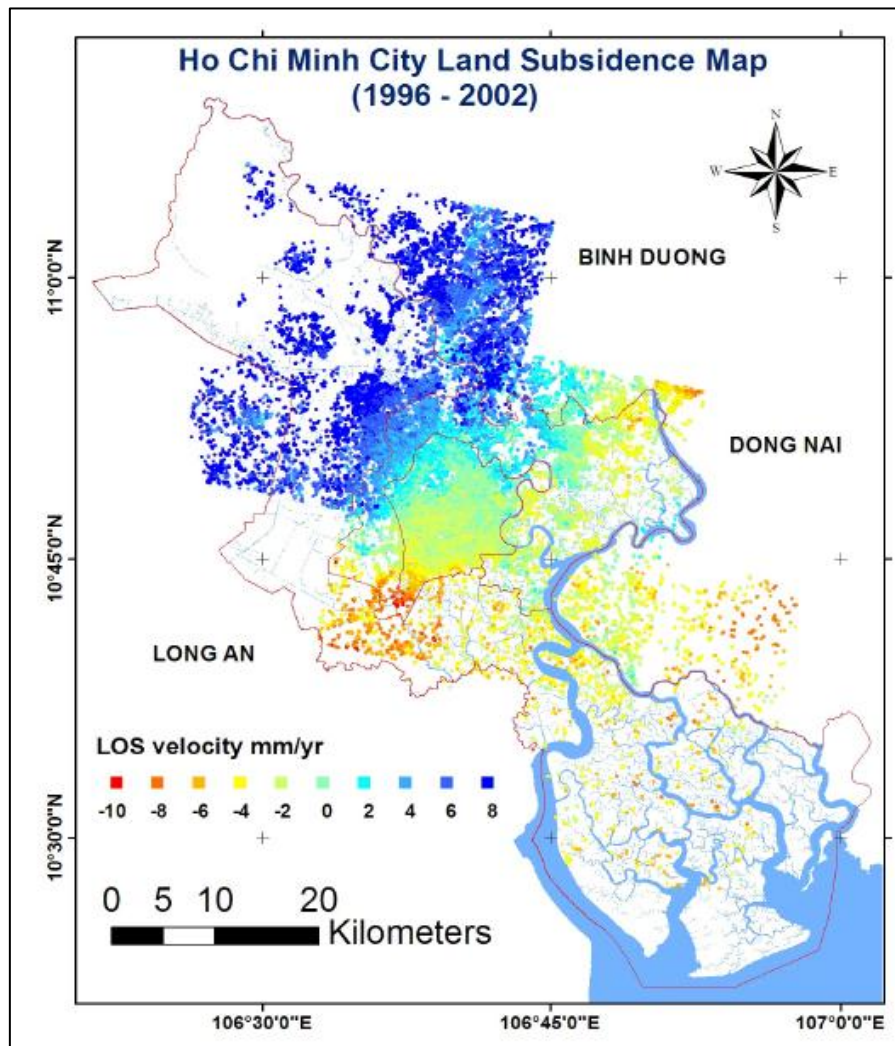 Ho Chi Minh City Land Subsidence Map
(1996 - 2002)
N
W E
S
BINH DUONG
11°0'0"N
DONG NAI
10°45'0"N
LONG AN
LOS velocity mm/yr
-10 -8 -6 -4 -2 0 2 4 6 8
10°30'0"N
0 5 10 20
Kilometers
106°30'0"E 106°45'0"E 107°0'0"E